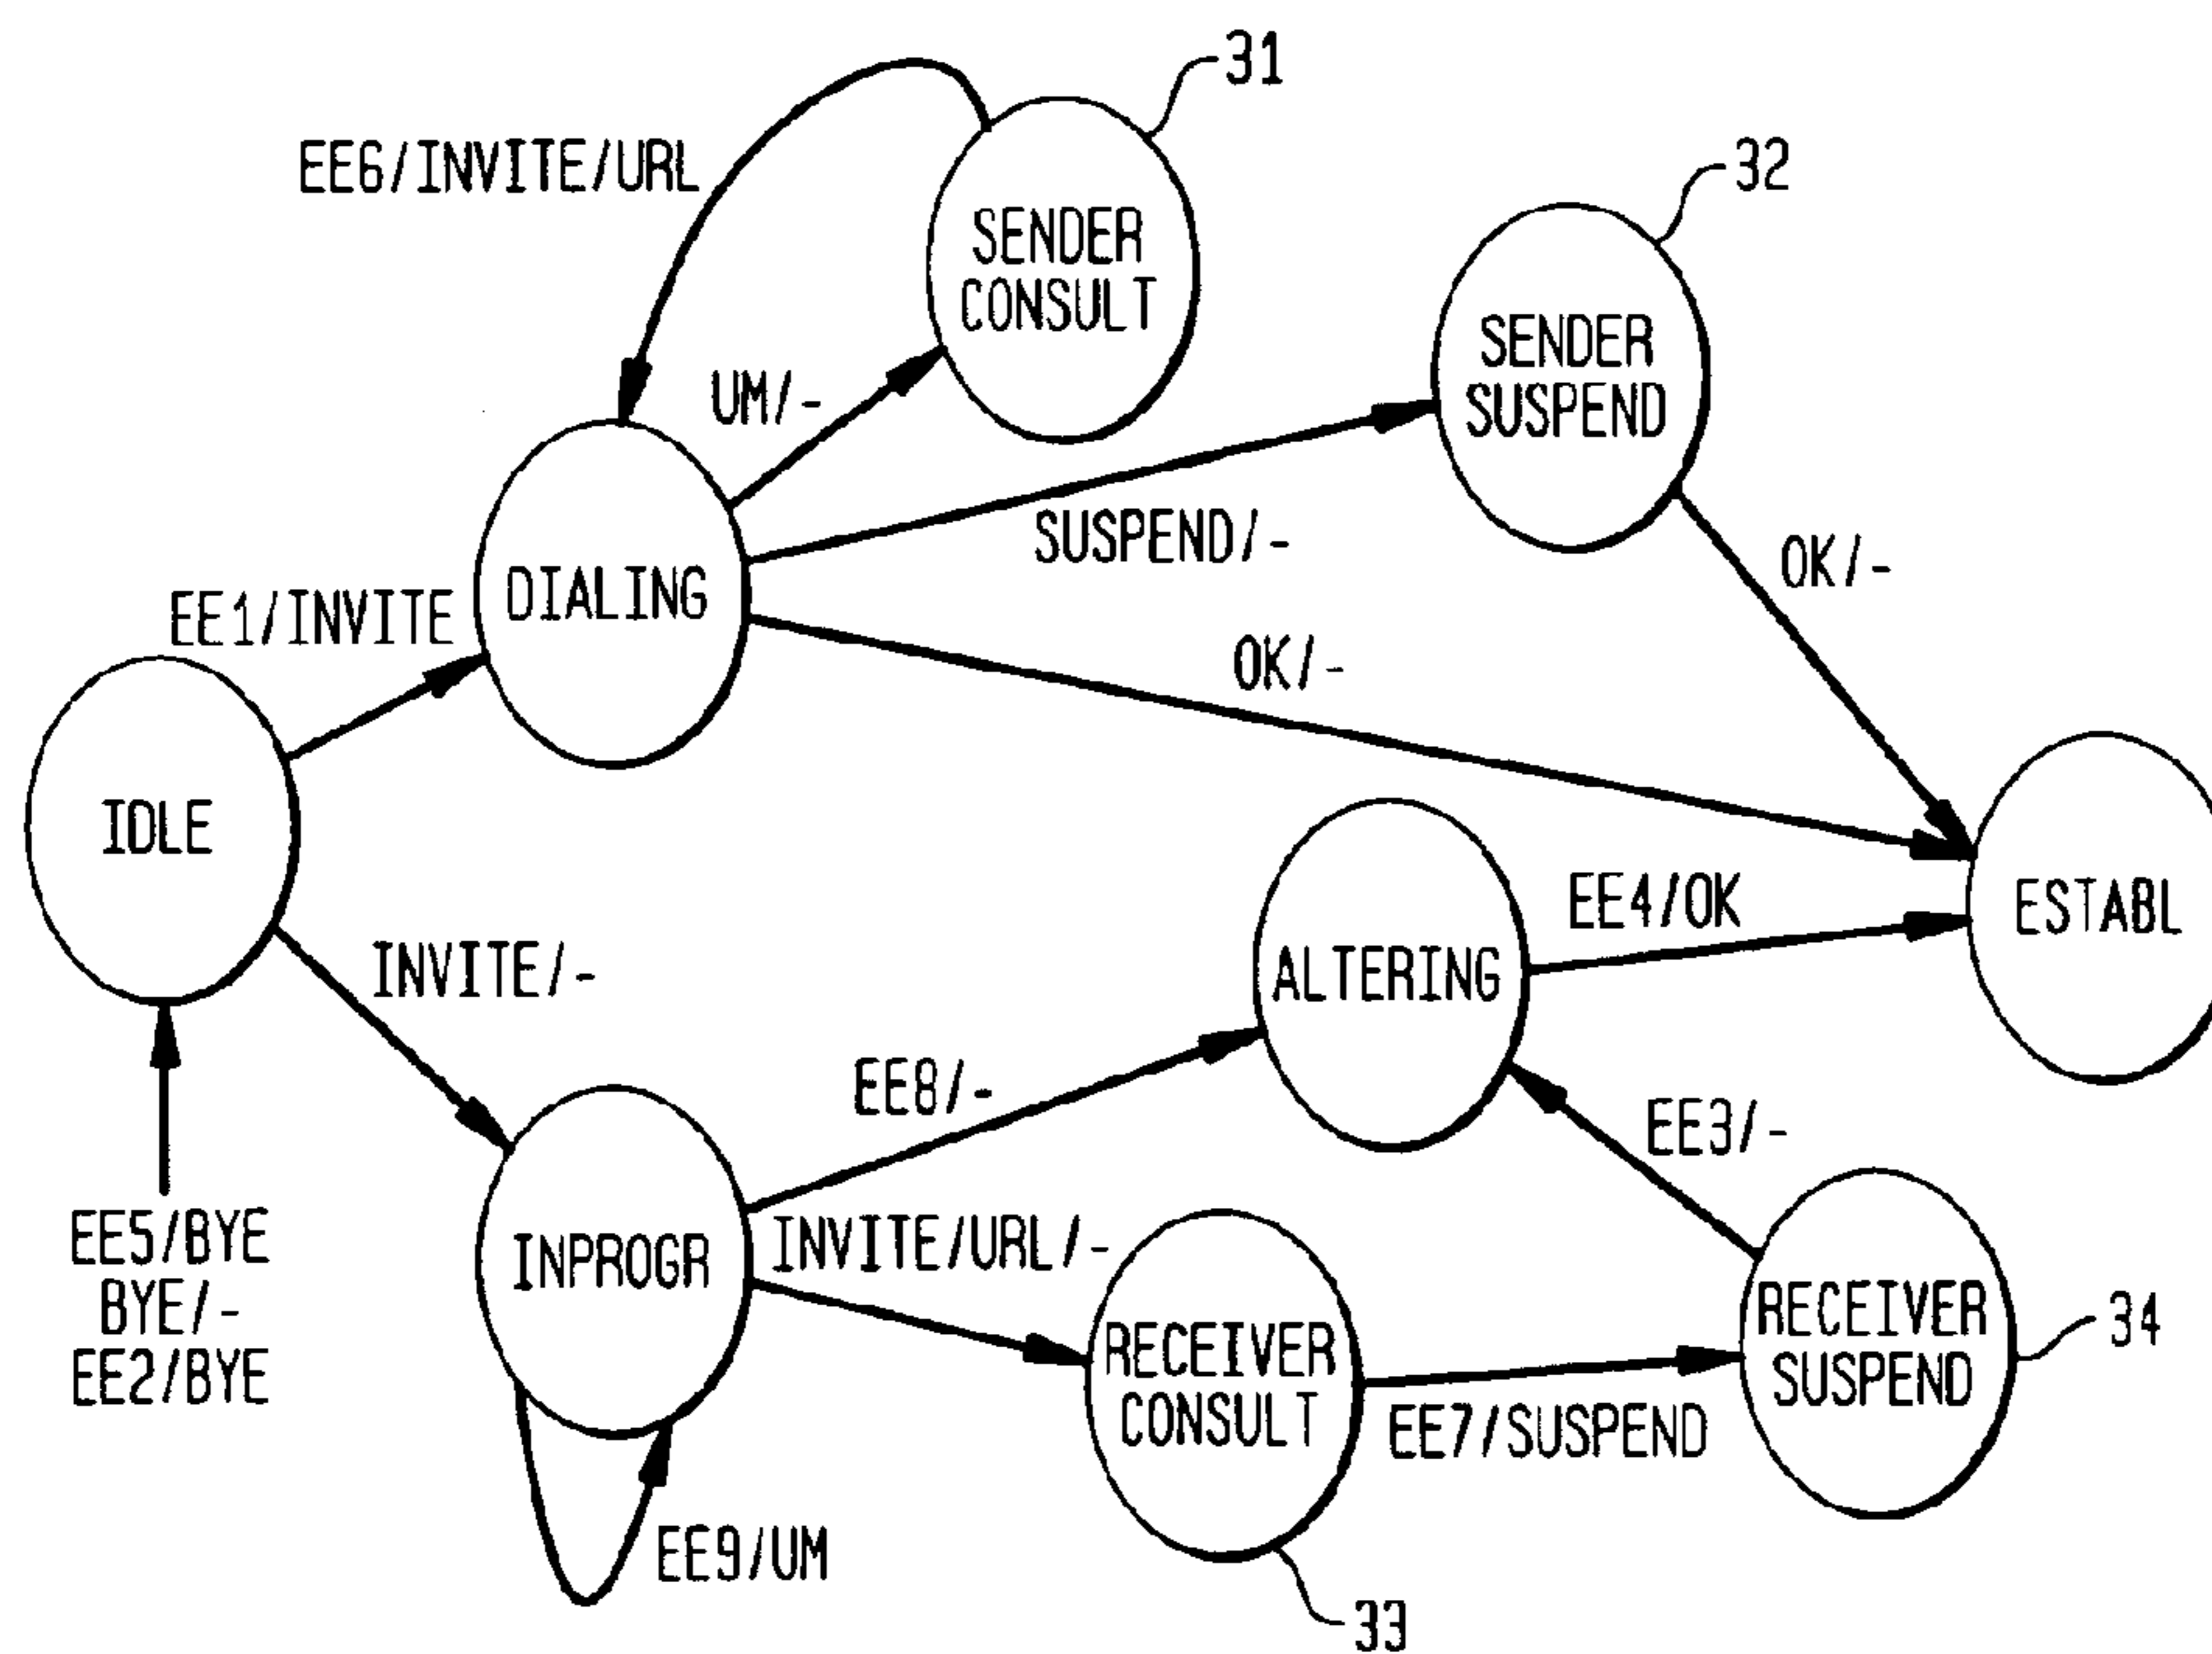 31
32
EE6/INVITE/URL
SENDER
CONSULT
SENDER
SUSPEND
UM/-
SUSPEND/-
OK/-
EE1/INVITE
DIALING
OK/-
IDLE
EE4/OK
ESTABL
INVITE/-
ALTERING
EE8/-
EE3/-
EE5/BYE
BYE/-
EE2/BYE
INPROGR
INVITE/URL/-
RECEIVER
CONSULT
RECEIVER
SUSPEND
34
EE7/SUSPEND
EE9/UM
33